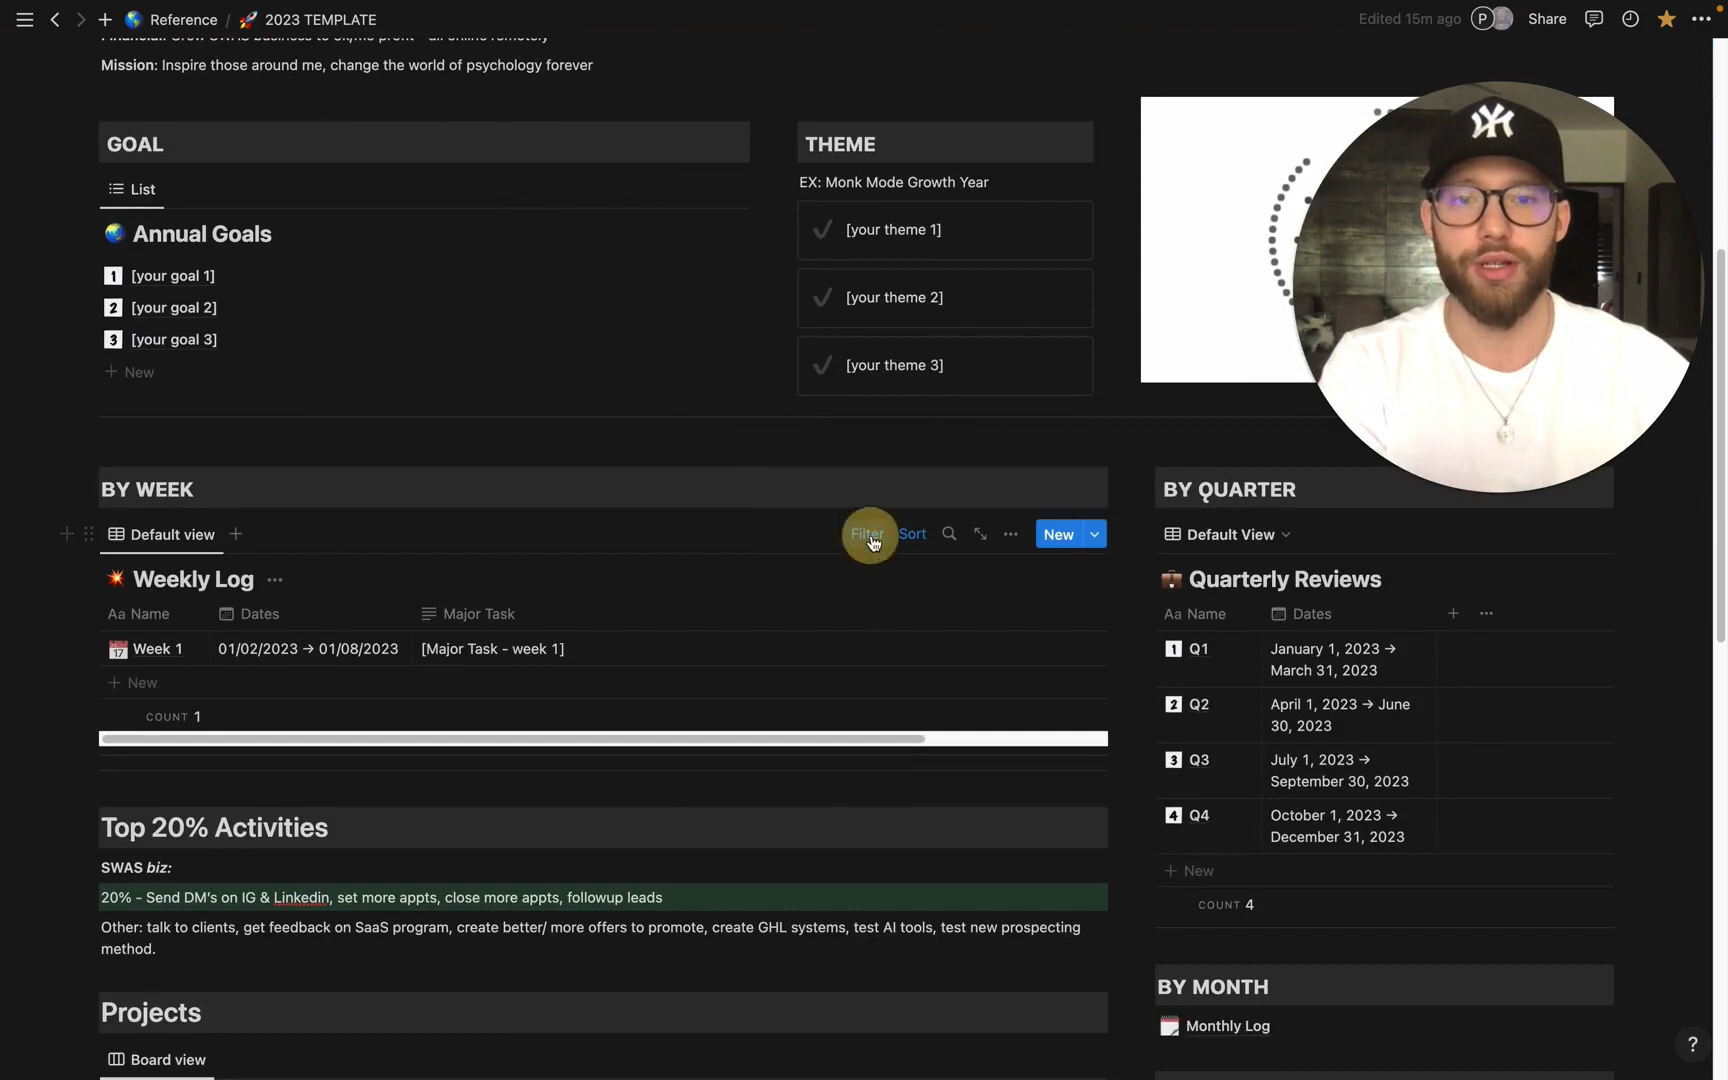 Reference / 2023 TEMPLATE
Edited 15m ago P Share
Mission: Inspire those around me, change the world of psychology forever
GOAL
List
Annual Goals
1 [your goal 1]
2 [your goal 2]
3 [your goal 3]
+ New
THEME
EX: Monk Mode Growth Year
[your theme 1]
[your theme 2]
[your theme 3]
BY WEEK
Default view
Filter Sort New
Weekly Log
Aa Name Dates Major Task
17 Week 1 01/02/2023 → 01/08/2023 [Major Task - week 1]
+ New
COUNT 1
Top 20% Activities
SWAS biz:
20% - Send DM's on IG & Linkedin, set more appts, close more appts, followup leads
Other: talk to clients, get feedback on SaaS program, create better/ more offers to promote, create GHL systems, test AI tools, test new prospecting
method.
Projects
Board view
BY QUARTER
Default View
Quarterly Reviews
Aa Name Dates
1 Q1 January 1, 2023 →
March 31, 2023
2 Q2 April 1, 2023 → June
30, 2023
3 Q3 July 1, 2023 →
September 30, 2023
4 Q4 October 1, 2023 →
December 31, 2023
+ New
COUNT 4
BY MONTH
Monthly Log
?